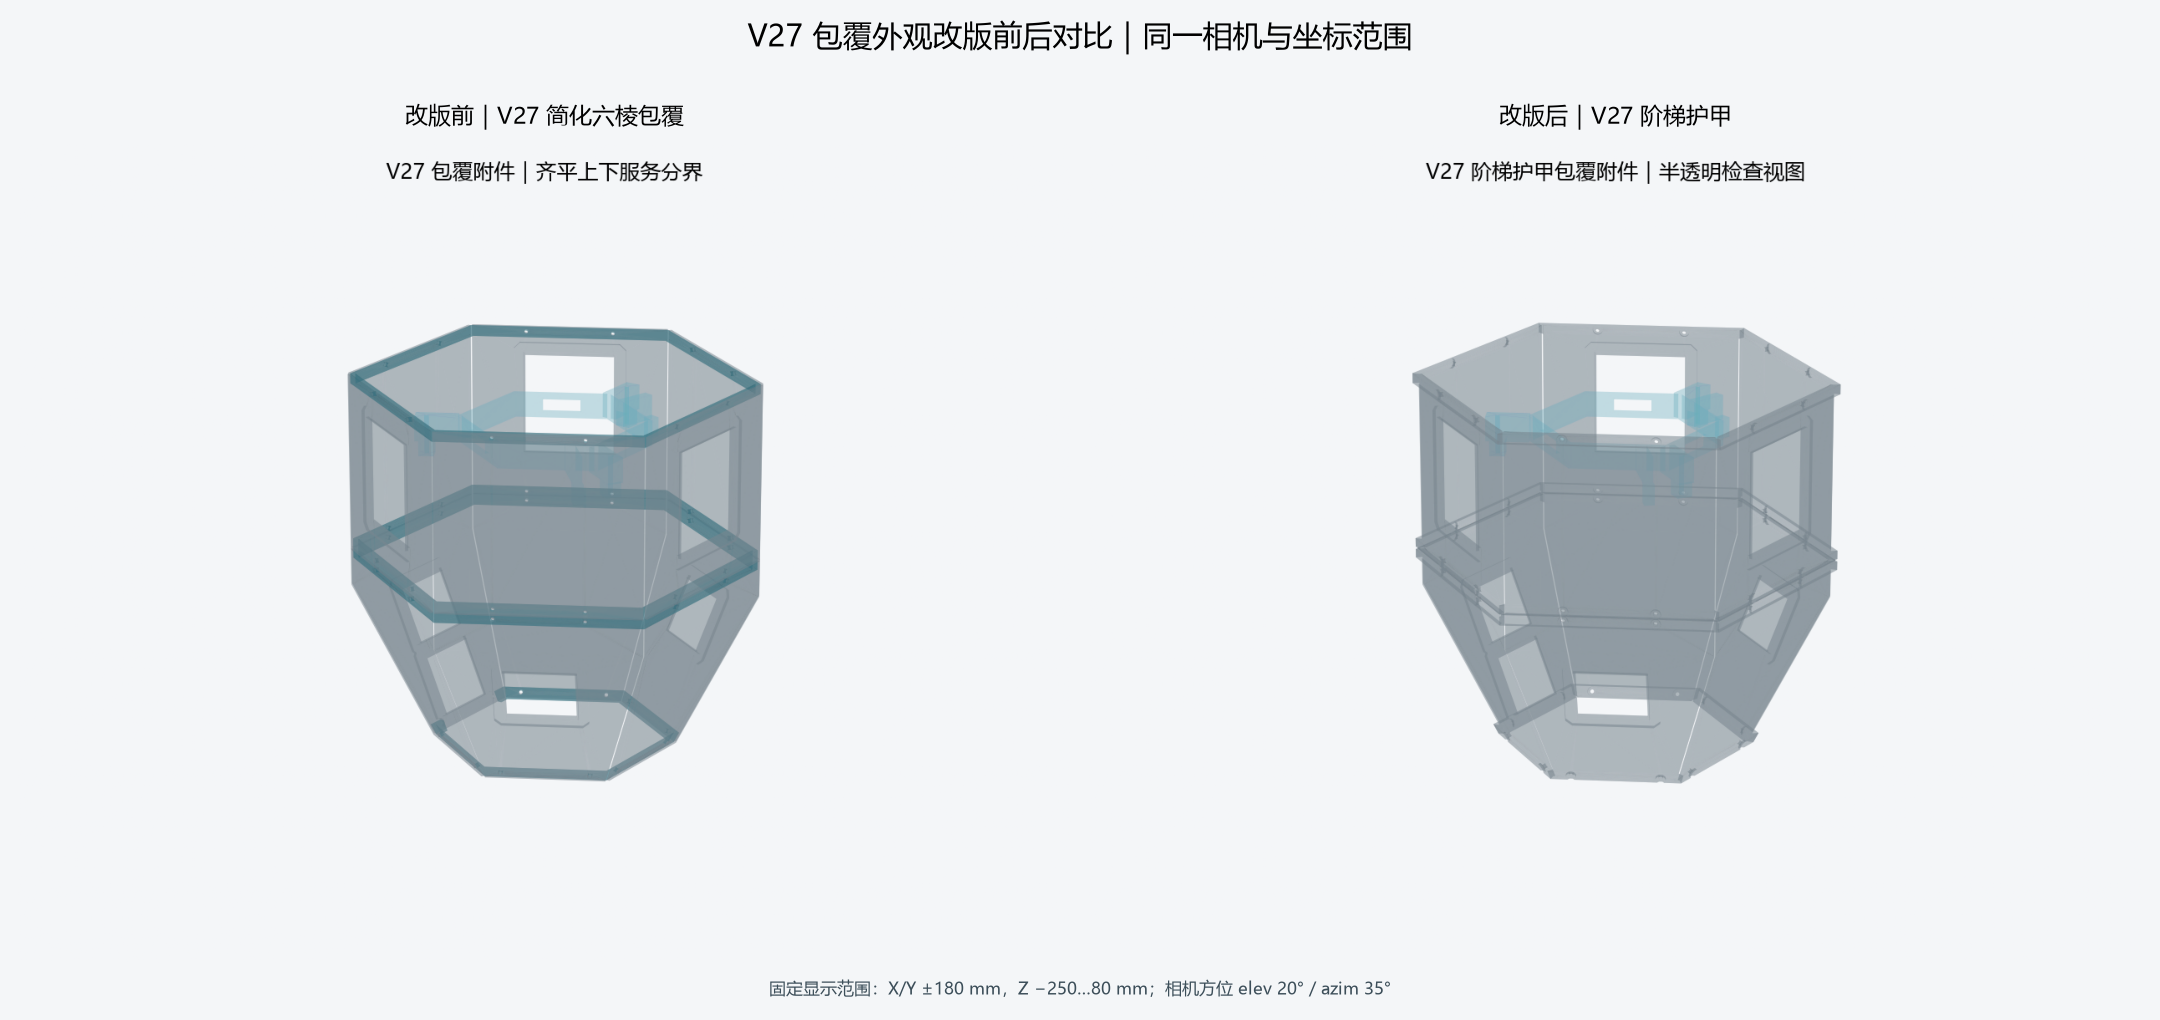 V27 包覆外观改版前后对比 | 同一相机与坐标范围
改版前 | V27 简化六棱包覆
V27 包覆附件 | 齐平上下服务分界
改版后 | V27 阶梯护甲
V27 阶梯护甲包覆附件 | 半透明检查视图
固定显示范围：X/Y ±180 mm，Z −250…80 mm；相机方位 elev 20° / azim 35°